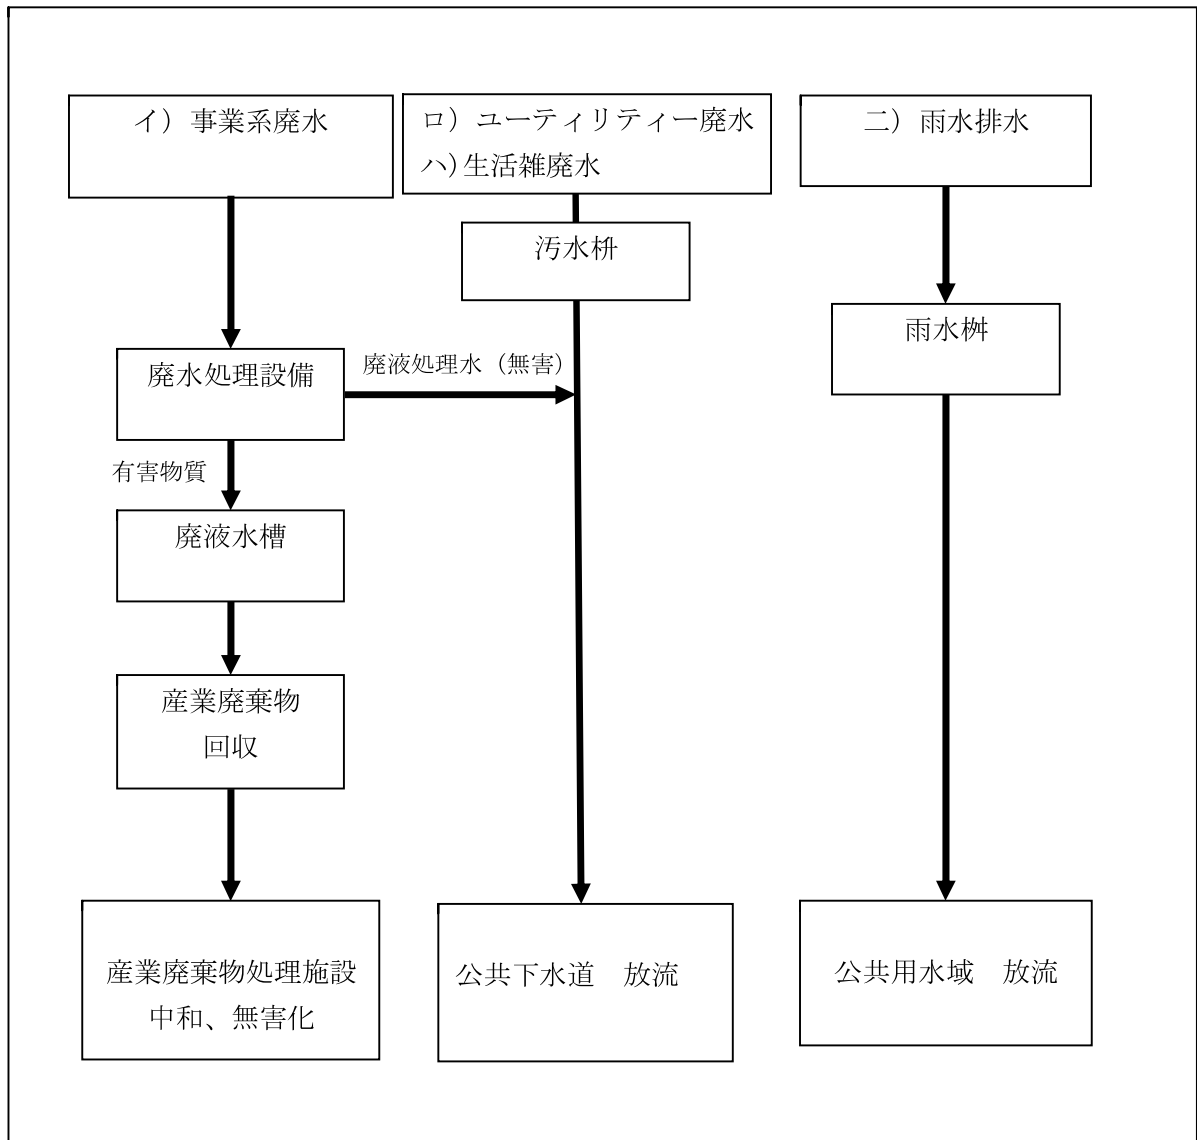 イ）事業系廃水
ロ）ユーティリティー廃水
ハ)生活雑廃水
二）雨水排水
汚水枡
雨水桝
廃水処理設備
廃液処理水（無害）
有害物質
廃液水槽
産業廃棄物
回収
産業廃棄物処理施設
中和、無害化
公共下水道　放流
公共用水域　放流